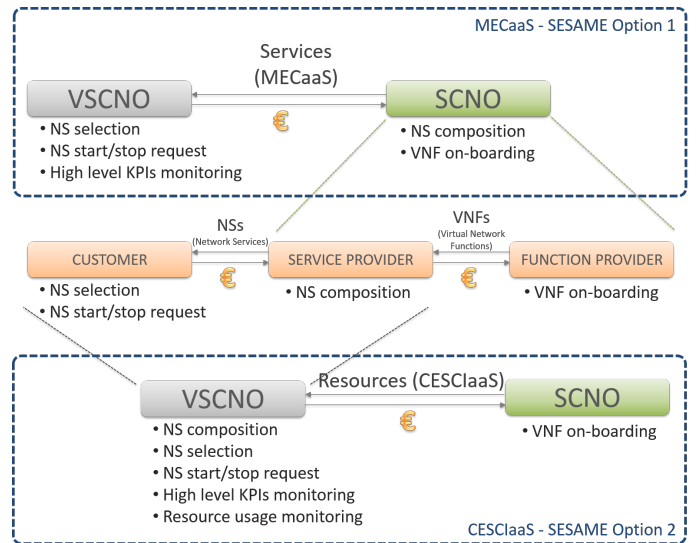 MECaaS - SESAME Option 1
Services
(MECaaS)
VSCNO
SCNO
€
• NS selection
• NS start/stop request
• High level KPIs monitoring
• NS composition
• VNF on-boarding
NSs
(Network Services)
VNFs
(Virtual Network
Functions)
CUSTOMER
SERVICE PROVIDER
FUNCTION PROVIDER
€
€
• NS selection
• NS start/stop request
• NS composition
• VNF on-boarding
Resources (CESCIaaS)
VSCNO
SCNO
€
• NS composition
• NS selection
• NS start/stop request
• High level KPIs monitoring
• Resource usage monitoring
• VNF on-boarding
CESCIaaS - SESAME Option 2